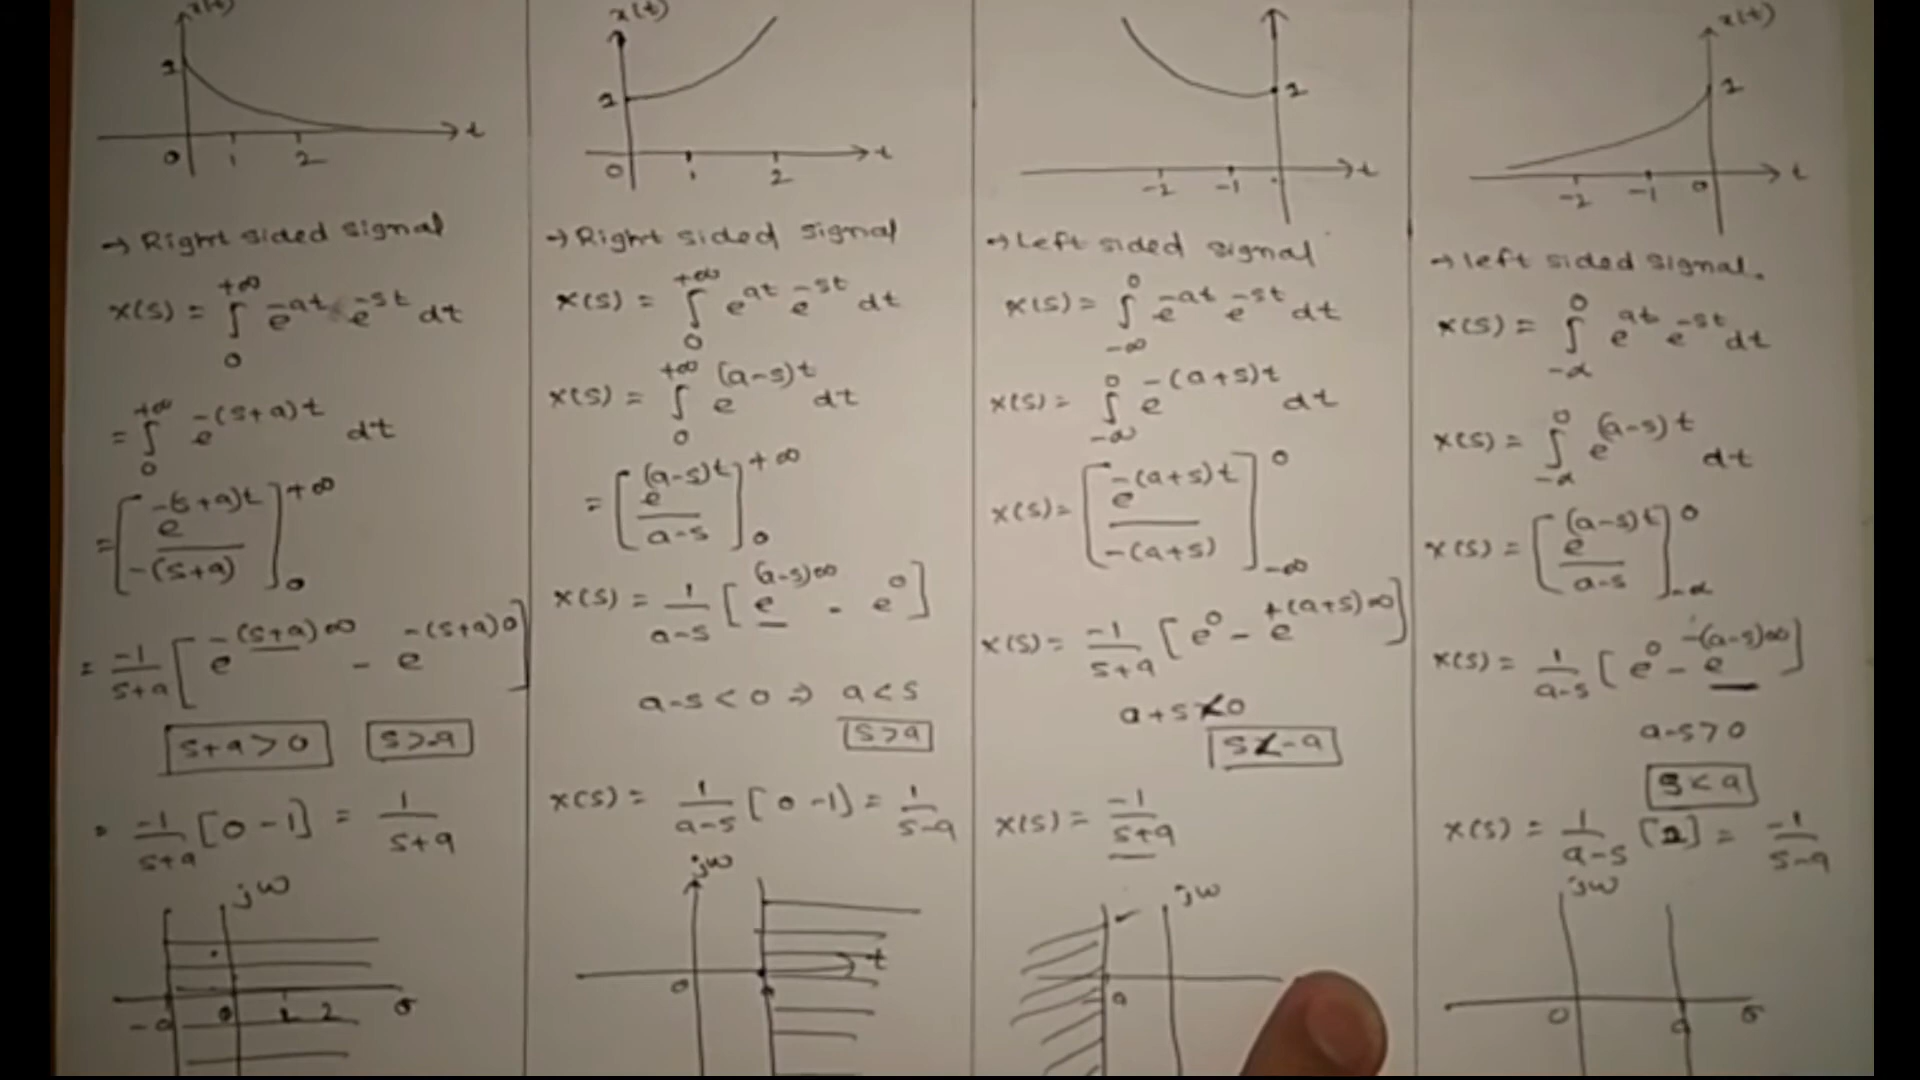 x(t)
1
0 1 2
t
→ Right sided signal
X(s) = ∫₀^{+∞} e^{-at} e^{-st} dt
= ∫₀^{+∞} e^{-(s+a)t} dt
= [e^{-(s+a)t} / -(s+a)]₀^{+∞}
= -1/(s+a) [e^{-(s+a)∞} - e^{-(s+a)0}]
s+a > 0 s>-a
-1/(s+a) [0-1] = 1/(s+a)
jω
-a 0 1 2 σ
x(t)
1
0 1 2
t
→ Right sided signal
X(s) = ∫₀^{+∞} e^{at} e^{-st} dt
X(s) = ∫₀^{+∞} e^{(a-s)t} dt
= [e^{(a-s)t} / a-s]₀^{+∞}
X(s) = 1/(a-s) [e^{(a-s)∞} - e^0]
a-s < 0 ⇒ a < s
s > a
X(s) = 1/(a-s) [0-1] = 1/(s-a)
jω
0
t
1
-2 -1
t
→ Left sided signal
X(s) = ∫_{-∞}^0 e^{-at} e^{-st} dt
X(s) = ∫_{-∞}^0 e^{-(a+s)t} dt
X(s) = [e^{-(a+s)t} / -(a+s)]_{-∞}^0
X(s) = -1/(s+a) [e^0 - e^{+(a+s)∞}]
a+s<0
s<-a
X(s) = -1/(s+a)
jω
a
x(t)
1
-2 -1 0
t
→ left sided signal.
X(s) = ∫_{-∞}^0 e^{at} e^{-st} dt
X(s) = ∫_{-∞}^0 e^{(a-s)t} dt
X(s) = [e^{(a-s)t} / a-s]_{-∞}^0
X(s) = 1/(a-s) [e^0 - e^{-(a-s)∞}]
a-s > 0
s < a
X(s) = 1/(a-s) [1] = -1/(s-a)
jω
0 a σ